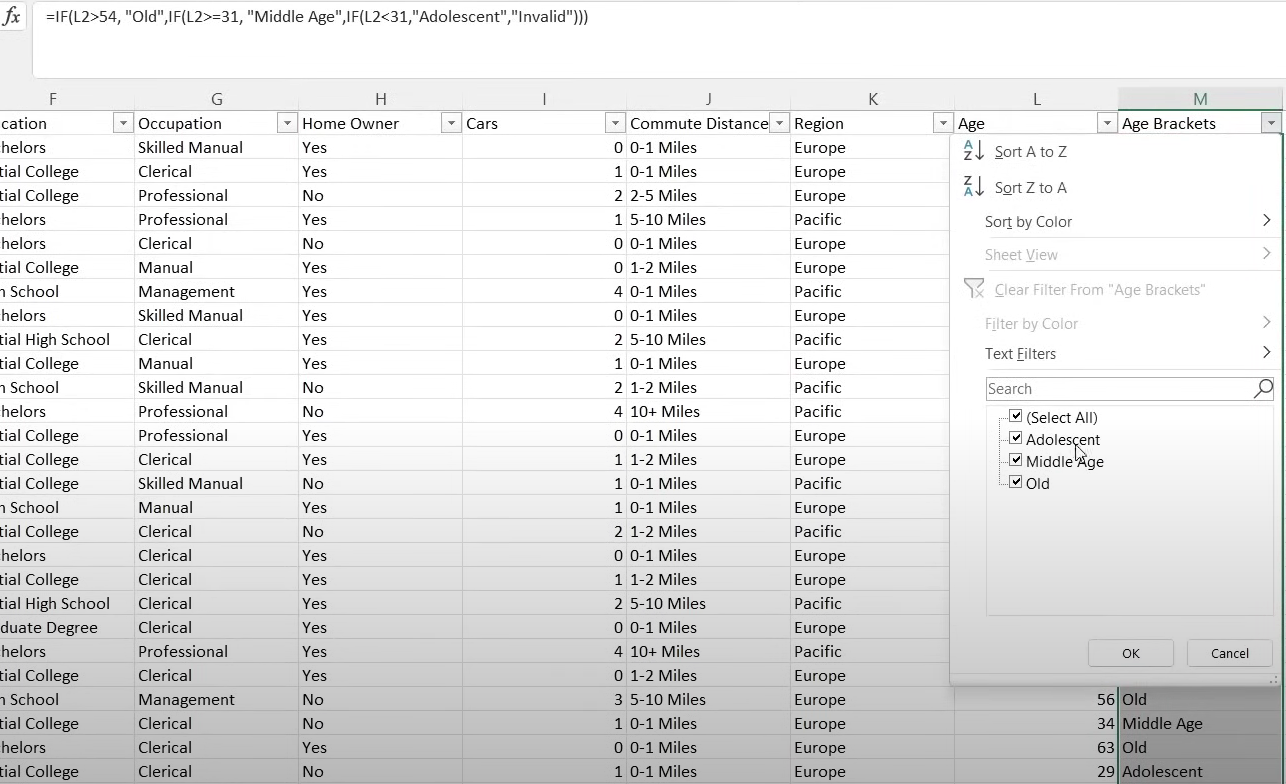 fx =IF(L2>54, "Old",IF(L2>=31, "Middle Age",IF(L2<31,"Adolescent","Invalid")))
F G H I J K L M
cation Occupation Home Owner Cars Commute Distance Region Age Age Brackets
chelors Skilled Manual Yes 0 0-1 Miles Europe
tial College Clerical Yes 1 0-1 Miles Europe
tial College Professional No 2 2-5 Miles Europe
chelors Professional Yes 1 5-10 Miles Pacific
chelors Clerical No 0 0-1 Miles Europe
tial College Manual Yes 0 1-2 Miles Europe
h School Management Yes 4 0-1 Miles Pacific
chelors Skilled Manual Yes 0 0-1 Miles Europe
tial High School Clerical Yes 2 5-10 Miles Pacific
tial College Manual Yes 1 0-1 Miles Europe
h School Skilled Manual No 2 1-2 Miles Pacific
chelors Professional No 4 10+ Miles Pacific
tial College Professional Yes 0 0-1 Miles Europe
tial College Clerical Yes 1 1-2 Miles Europe
tial College Skilled Manual No 1 0-1 Miles Pacific
h School Manual Yes 1 0-1 Miles Europe
tial College Clerical No 2 1-2 Miles Pacific
chelors Clerical Yes 0 0-1 Miles Europe
tial College Clerical Yes 1 1-2 Miles Europe
tial High School Clerical Yes 2 5-10 Miles Pacific
duate Degree Clerical Yes 0 0-1 Miles Europe
chelors Professional Yes 4 10+ Miles Pacific
tial College Clerical Yes 0 1-2 Miles Europe
h School Management No 3 5-10 Miles Europe 56 Old
tial College Clerical No 1 0-1 Miles Europe 34 Middle Age
chelors Clerical Yes 0 0-1 Miles Europe 63 Old
tial College Clerical No 1 0-1 Miles Europe 29 Adolescent
Sort A to Z
Sort Z to A
Sort by Color
Sheet View
Clear Filter From "Age Brackets"
Filter by Color
Text Filters
Search
(Select All)
Adolescent
Middle Age
Old
OK Cancel